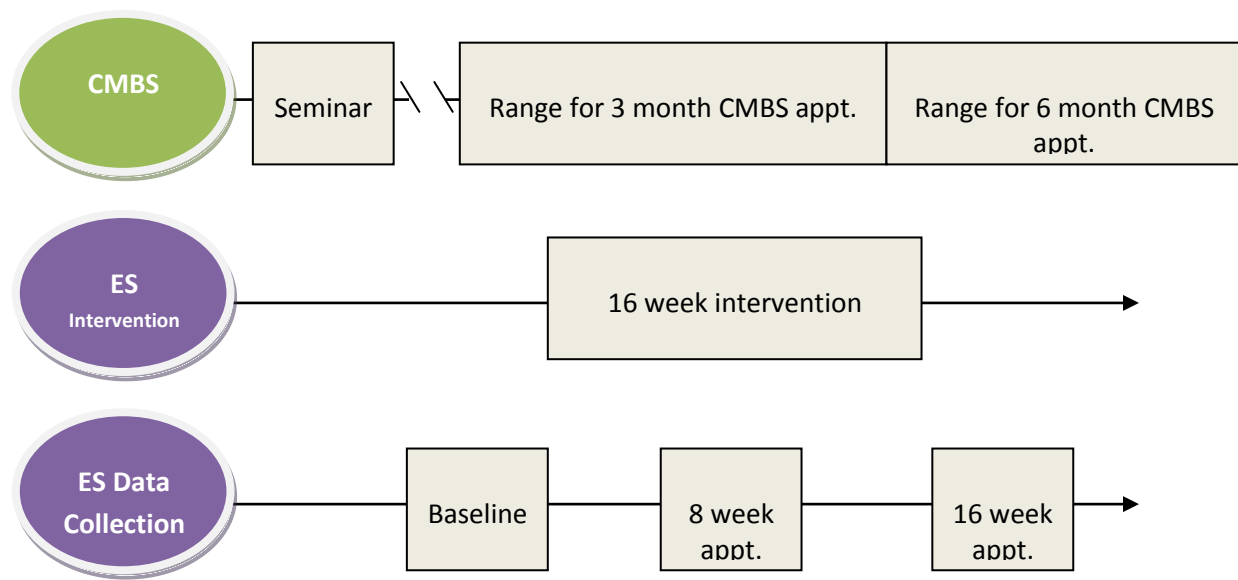 CMBS
Seminar
Range for 3 month CMBS appt.
Range for 6 month CMBS
appt.
ES
Intervention
16 week intervention
ES Data
Collection
Baseline
8 week
appt.
16 week
appt.